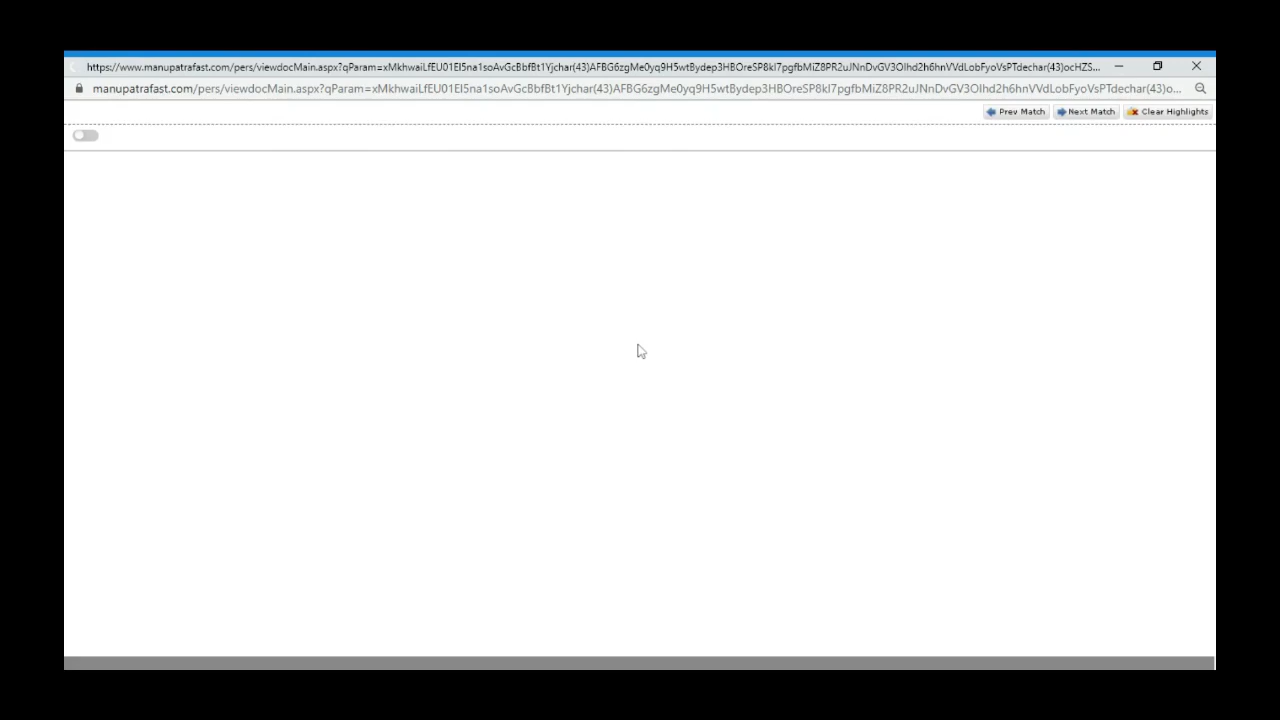 https://www.manupatrafast.com/pers/viewdocMain.aspx?qParam=xMkhwaiLfEU01EI5na1soAvGcBbfBt1Yjchar(43)AFBG6zgMe0yq9H5wtBydep3HBOreSP8kI7pgfbMiZ8PR2uJNnDvGV3OIhd2h6hnVVdLobFyoVsPTdechar(43)ocHZS...
manupatrafast.com/pers/viewdocMain.aspx?qParam=xMkhwaiLfEU01EI5na1soAvGcBbfBt1Yjchar(43)AFBG6zgMe0yq9H5wtBydep3HBOreSP8kI7pgfbMiZ8PR2uJNnDvGV3OIhd2h6hnVVdLobFyoVsPTdechar(43)o...
Prev Match Next Match Clear Highlights